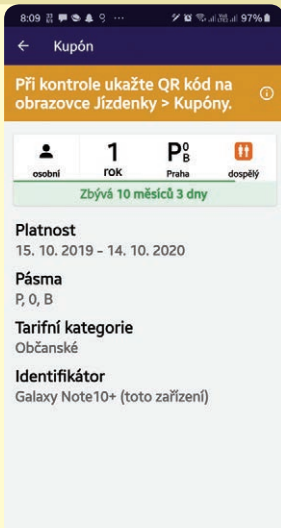 8:09 97%
← Kupón
Při kontrole ukažte QR kód na
obrazovce Jízdenky > Kupóny.
osobní
1
rok
P 0 B
Praha
dospělý
Zbývá 10 měsíců 3 dny
Platnost
15. 10. 2019 – 14. 10. 2020
Pásma
P, 0, B
Tarifní kategorie
Občanské
Identifikátor
Galaxy Note10+ (toto zařízení)